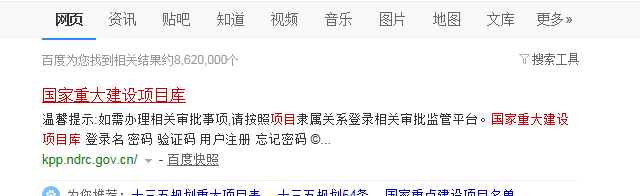 网页 资讯 贴吧 知道 视频 音乐 图片 地图 文库 更多»
百度为您找到相关结果约8,620,000个 搜索工具
国家重大建设项目库
温馨提示:如需办理相关审批事项,请按照项目隶属关系登录相关审批监管平台。国家重大建设
项目库 登录名 密码 验证码 用户注册 忘记密码 ©...
kpp.ndrc.gov.cn/ - 百度快照
为您推荐: 十三五规划重大项目表 十三五规划54条 国家重点建设项目名单